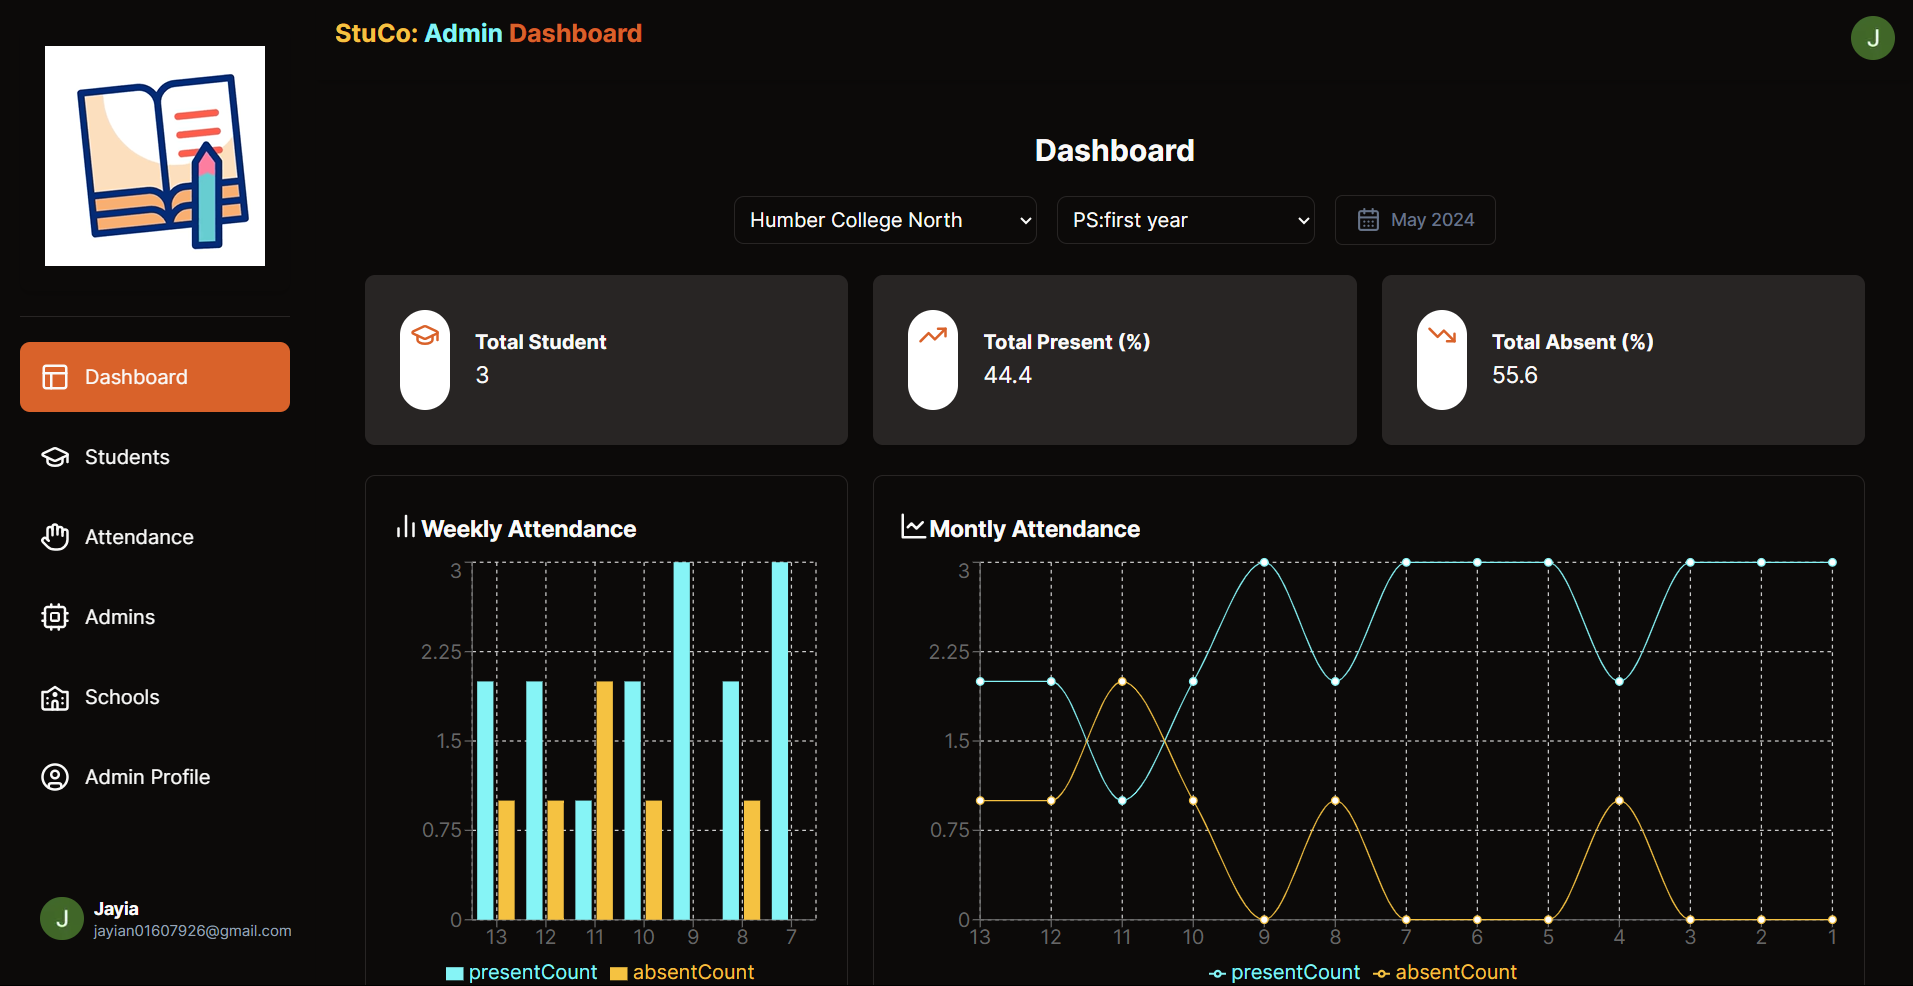 StuCo: Admin Dashboard
J
Dashboard
Humber College North
PS:first year
May 2024
Dashboard
Students
Attendance
Admins
Schools
Admin Profile
J
Jayia
jayian01607926@gmail.com
Total Student
3
Total Present (%)
44.4
Total Absent (%)
55.6
Weekly Attendance
3
2.25
1.5
0.75
0
13 12 11 10 9 8 7
presentCount absentCount
Montly Attendance
3
2.25
1.5
0.75
0
13 12 11 10 9 8 7 6 5 4 3 2 1
presentCount absentCount